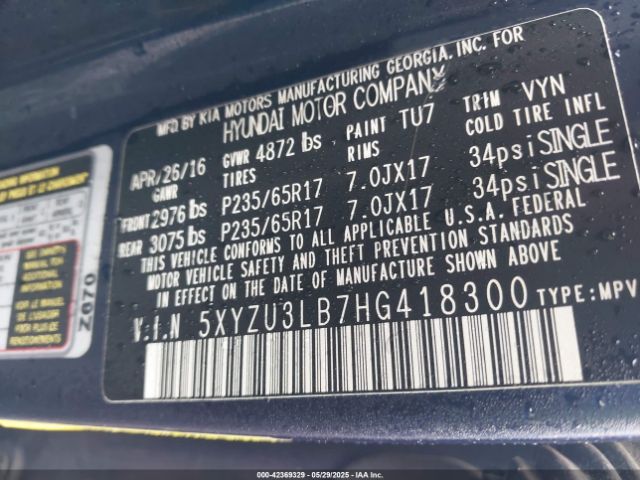 MFD BY KIA MOTORS MANUFACTURING GEORGIA, INC. FOR
HYUNDAI MOTOR COMPANY
APR/26/16 GVWR 4872 lbs PAINT TU7 TRIM VYN
GAWR TIRES RIMS COLD TIRE INFL
FRONT 2976 lbs P235/65R17 7.0JX17 34psi SINGLE
REAR 3075 lbs P235/65R17 7.0JX17 34psi SINGLE
THIS VEHICLE CONFORMS TO ALL APPLICABLE U.S.A. FEDERAL
MOTOR VEHICLE SAFETY AND THEFT PREVENTION STANDARDS
IN EFFECT ON THE DATE OF MANUFACTURE SHOWN ABOVE
V.I.N 5XYZU3LB7HG418300 TYPE:MPV
Z670
000-42369329 - 05/29/2025 - IAAI.COM